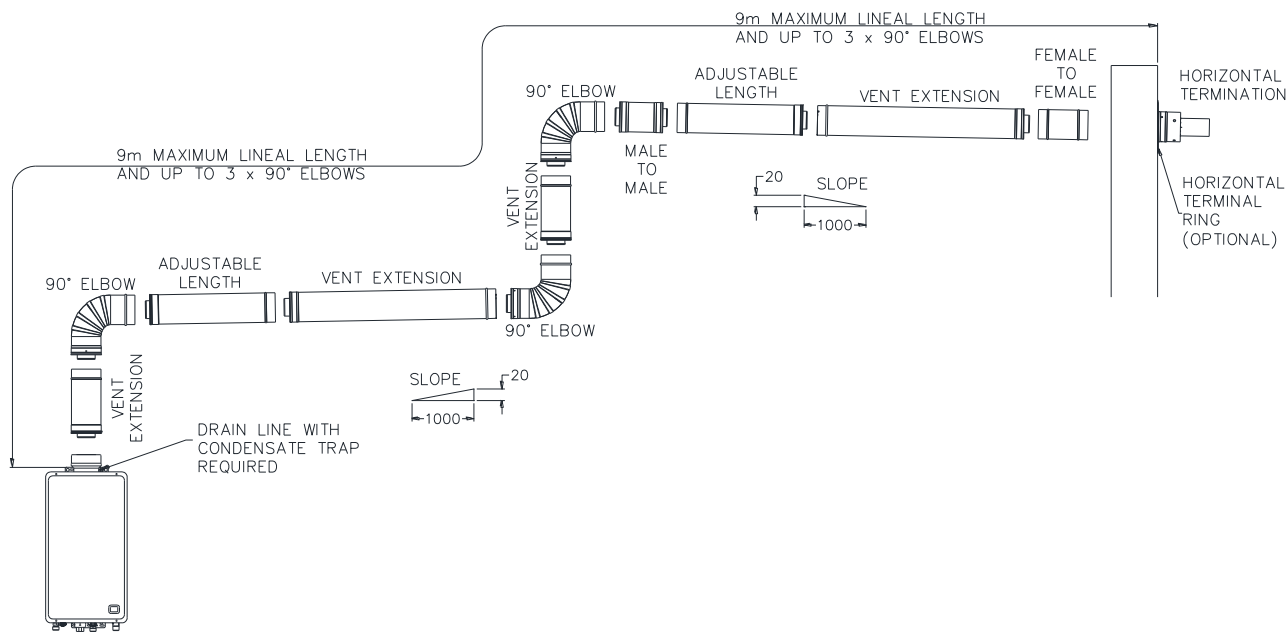 9m MAXIMUM LINEAL LENGTH
AND UP TO 3 x 90° ELBOWS
FEMALE
TO
FEMALE
HORIZONTAL
TERMINATION
90° ELBOW
ADJUSTABLE
LENGTH
VENT EXTENSION
MALE
TO
MALE
9m MAXIMUM LINEAL LENGTH
AND UP TO 3 x 90° ELBOWS
VENT
EXTENSION
20
SLOPE
1000
HORIZONTAL
TERMINAL
RING
(OPTIONAL)
90° ELBOW
ADJUSTABLE
LENGTH
VENT EXTENSION
90° ELBOW
VENT
EXTENSION
SLOPE
20
1000
DRAIN LINE WITH
CONDENSATE TRAP
REQUIRED